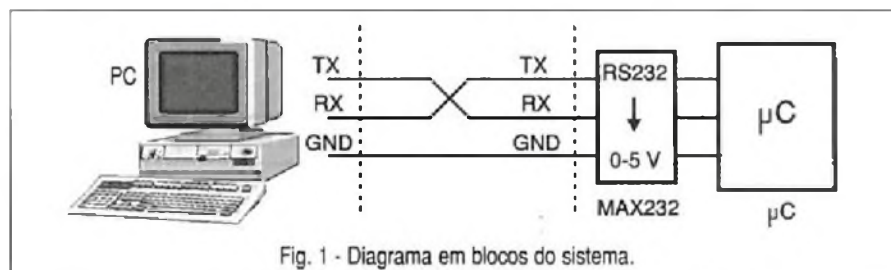 PC
TX
RX
GND
TX
RX
GND
RS232
0-5 V
MAX232
µC
µC
Fig. 1 - Diagrama em blocos do sistema.